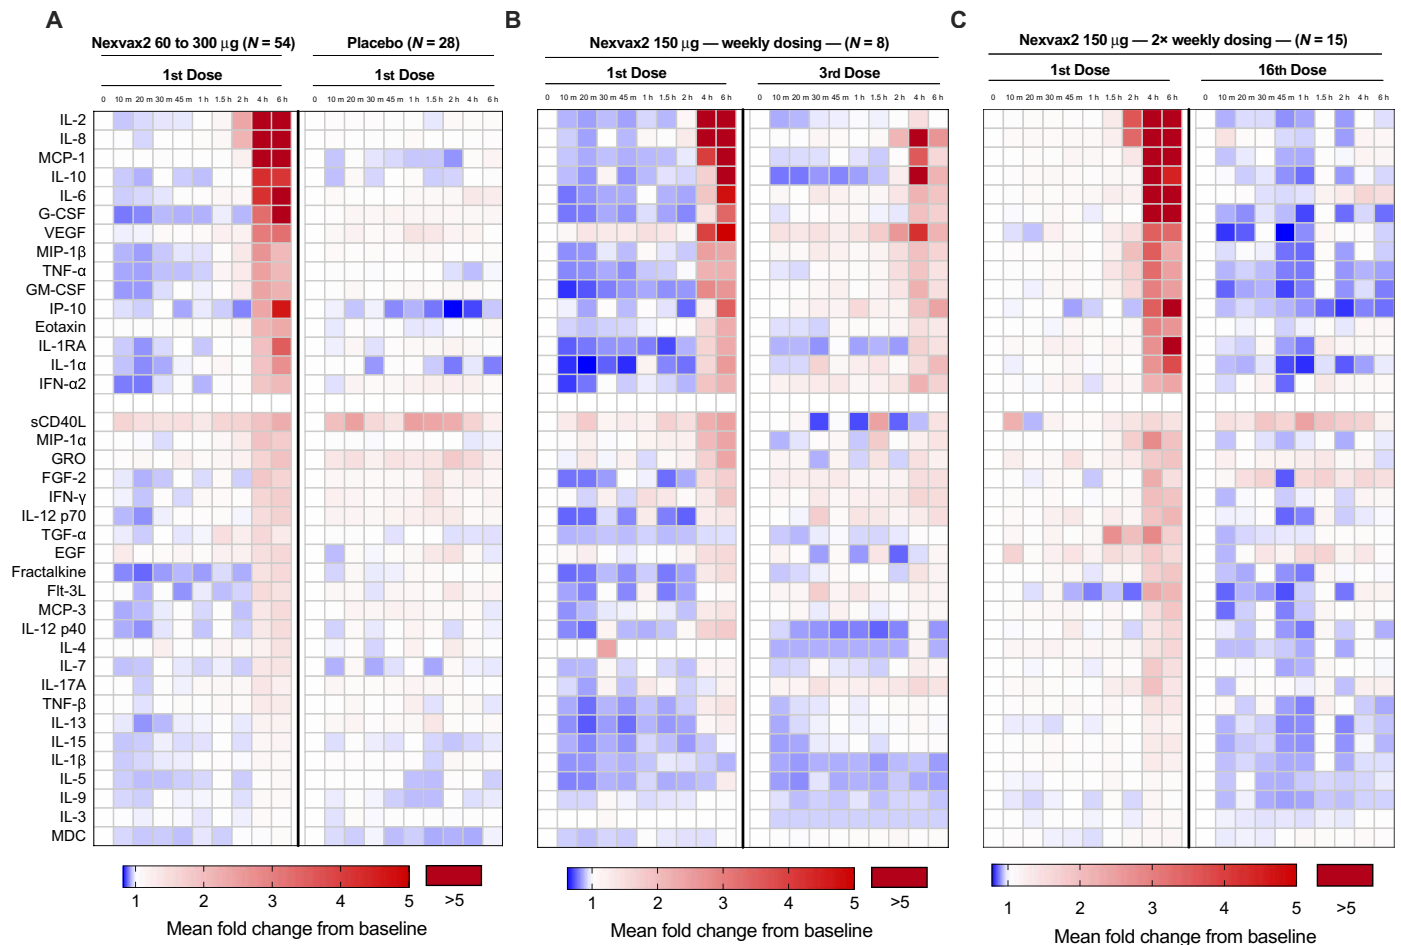 A
B
C
Nexvax2 60 to 300 μg (N = 54)
Placebo (N = 28)
Nexvax2 150 μg — weekly dosing — (N = 8)
Nexvax2 150 μg — 2× weekly dosing — (N = 15)
1st Dose
1st Dose
1st Dose
3rd Dose
1st Dose
16th Dose
0 10 m 20 m 30 m 45 m 1 h 1.5 h 2 h 4 h 6 h
0 10 m 20 m 30 m 45 m 1 h 1.5 h 2 h 4 h 6 h
0 10 m 20 m 30 m 45 m 1 h 1.5 h 2 h 4 h 6 h
0 10 m 20 m 30 m 45 m 1 h 1.5 h 2 h 4 h 6 h
0 10 m 20 m 30 m 45 m 1 h 1.5 h 2 h 4 h 6 h
0 10 m 20 m 30 m 45 m 1 h 1.5 h 2 h 4 h 6 h
IL-2
IL-8
MCP-1
IL-10
IL-6
G-CSF
VEGF
MIP-1β
TNF-α
GM-CSF
IP-10
Eotaxin
IL-1RA
IL-1α
IFN-α2
sCD40L
MIP-1α
GRO
FGF-2
IFN-γ
IL-12 p70
TGF-α
EGF
Fractalkine
Flt-3L
MCP-3
IL-12 p40
IL-4
IL-7
IL-17A
TNF-β
IL-13
IL-15
IL-1β
IL-5
IL-9
IL-3
MDC
1 2 3 4 5 >5
Mean fold change from baseline
1 2 3 4 5 >5
Mean fold change from baseline
1 2 3 4 5 >5
Mean fold change from baseline